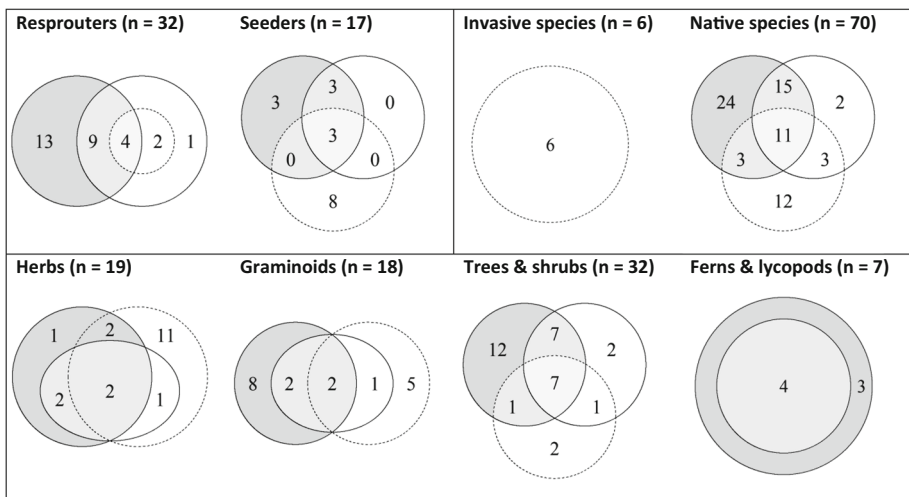 Resprouters (n = 32)
Seeders (n = 17)
Invasive species (n = 6)
Native species (n = 70)
13 9 4 2 1
3 3 0
3
0 0
8
6
24 15 2
11
3 3
12
Herbs (n = 19)
Graminoids (n = 18)
Trees & shrubs (n = 32)
Ferns & lycopods (n = 7)
1 2 11
2 2 1
8 2 2 1 5
12 7 2
7
1 1
2
4 3